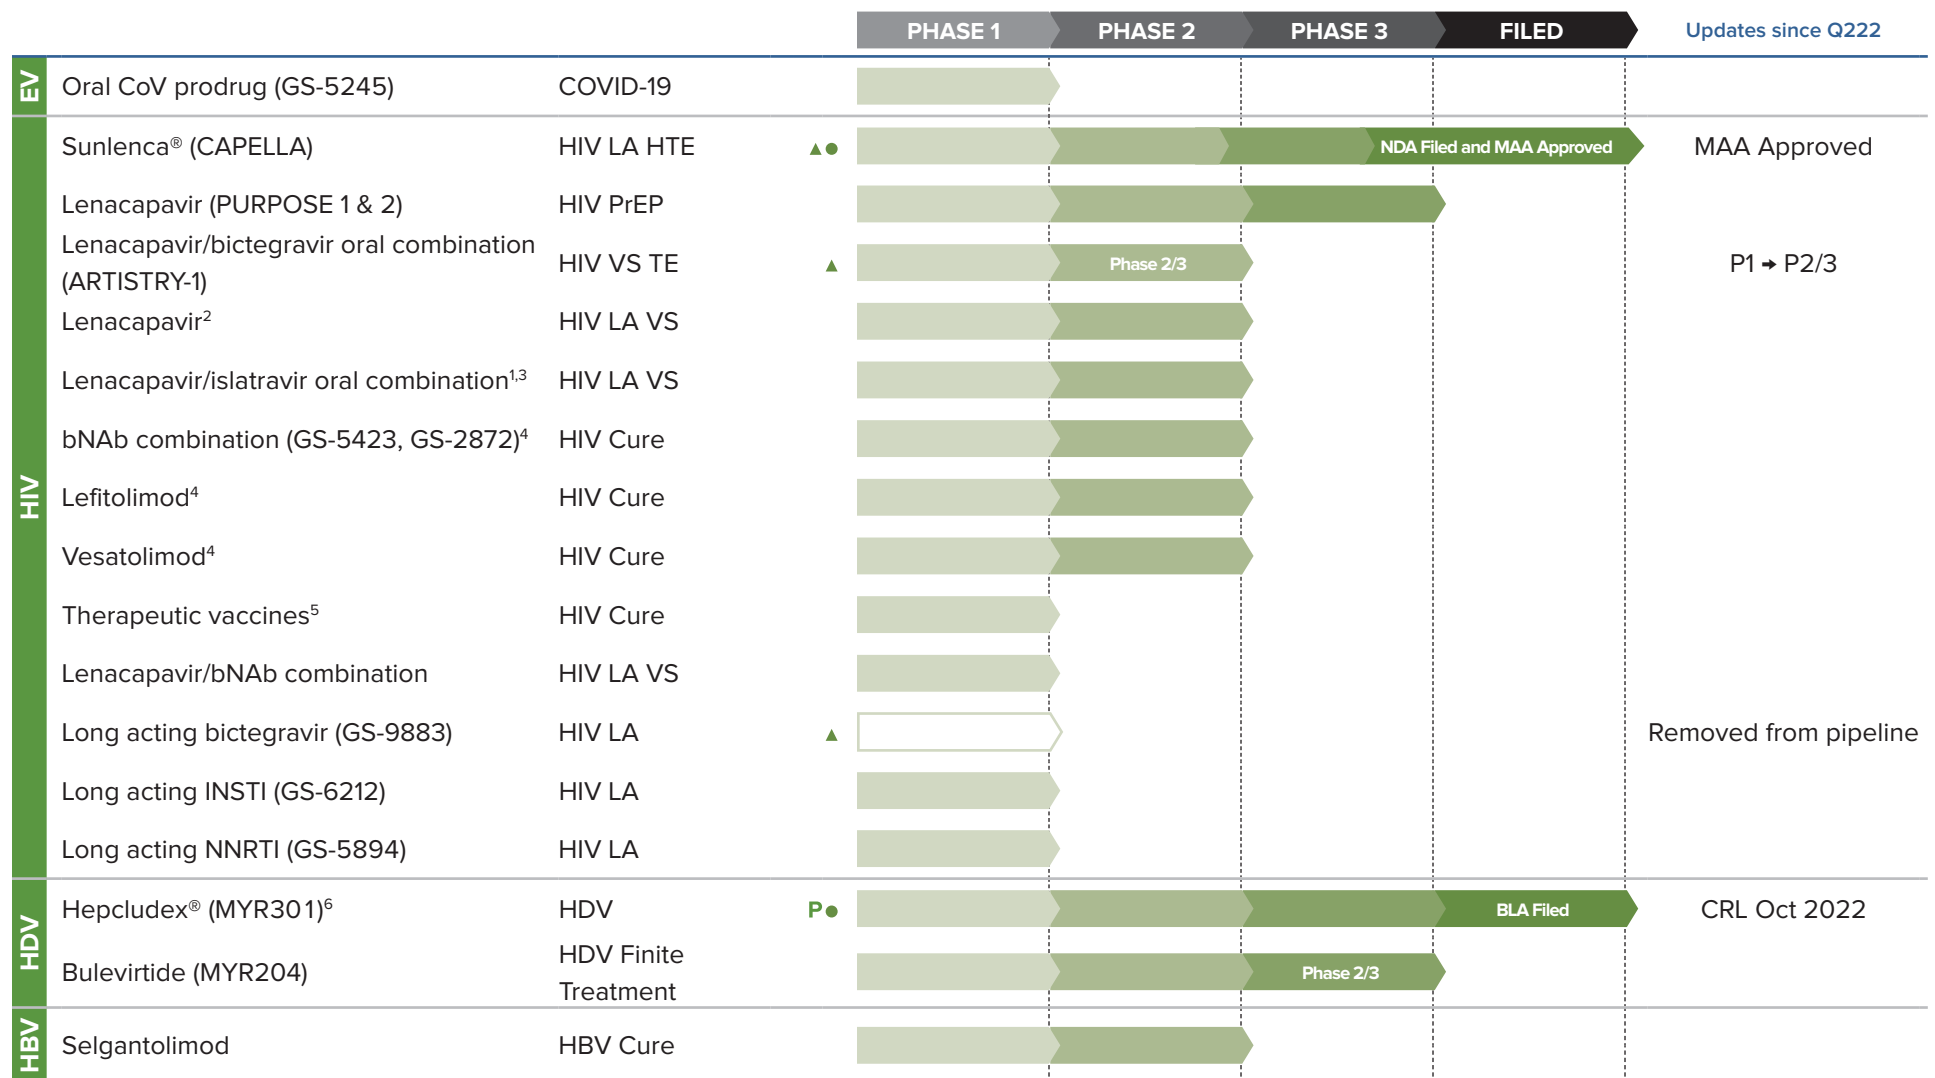 PHASE 1 PHASE 2 PHASE 3 FILED Updates since Q222
EV
Oral CoV prodrug (GS-5245) COVID-19
HIV
Sunlenca® (CAPELLA) HIV LA HTE ▲● NDA Filed and MAA Approved MAA Approved
Lenacapavir (PURPOSE 1 & 2) HIV PrEP
Lenacapavir/bictegravir oral combination
(ARTISTRY-1) HIV VS TE ▲ Phase 2/3 P1 → P2/3
Lenacapavir² HIV LA VS
Lenacapavir/islatravir oral combination¹,³ HIV LA VS
bNAb combination (GS-5423, GS-2872)⁴ HIV Cure
Lefitolimod⁴ HIV Cure
Vesatolimod⁴ HIV Cure
Therapeutic vaccines⁵ HIV Cure
Lenacapavir/bNAb combination HIV LA VS
Long acting bictegravir (GS-9883) HIV LA ▲ Removed from pipeline
Long acting INSTI (GS-6212) HIV LA
Long acting NNRTI (GS-5894) HIV LA
HDV
Hepcludex® (MYR301)⁶ HDV P● BLA Filed CRL Oct 2022
Bulevirtide (MYR204) HDV Finite
Treatment Phase 2/3
HBV
Selgantolimod HBV Cure